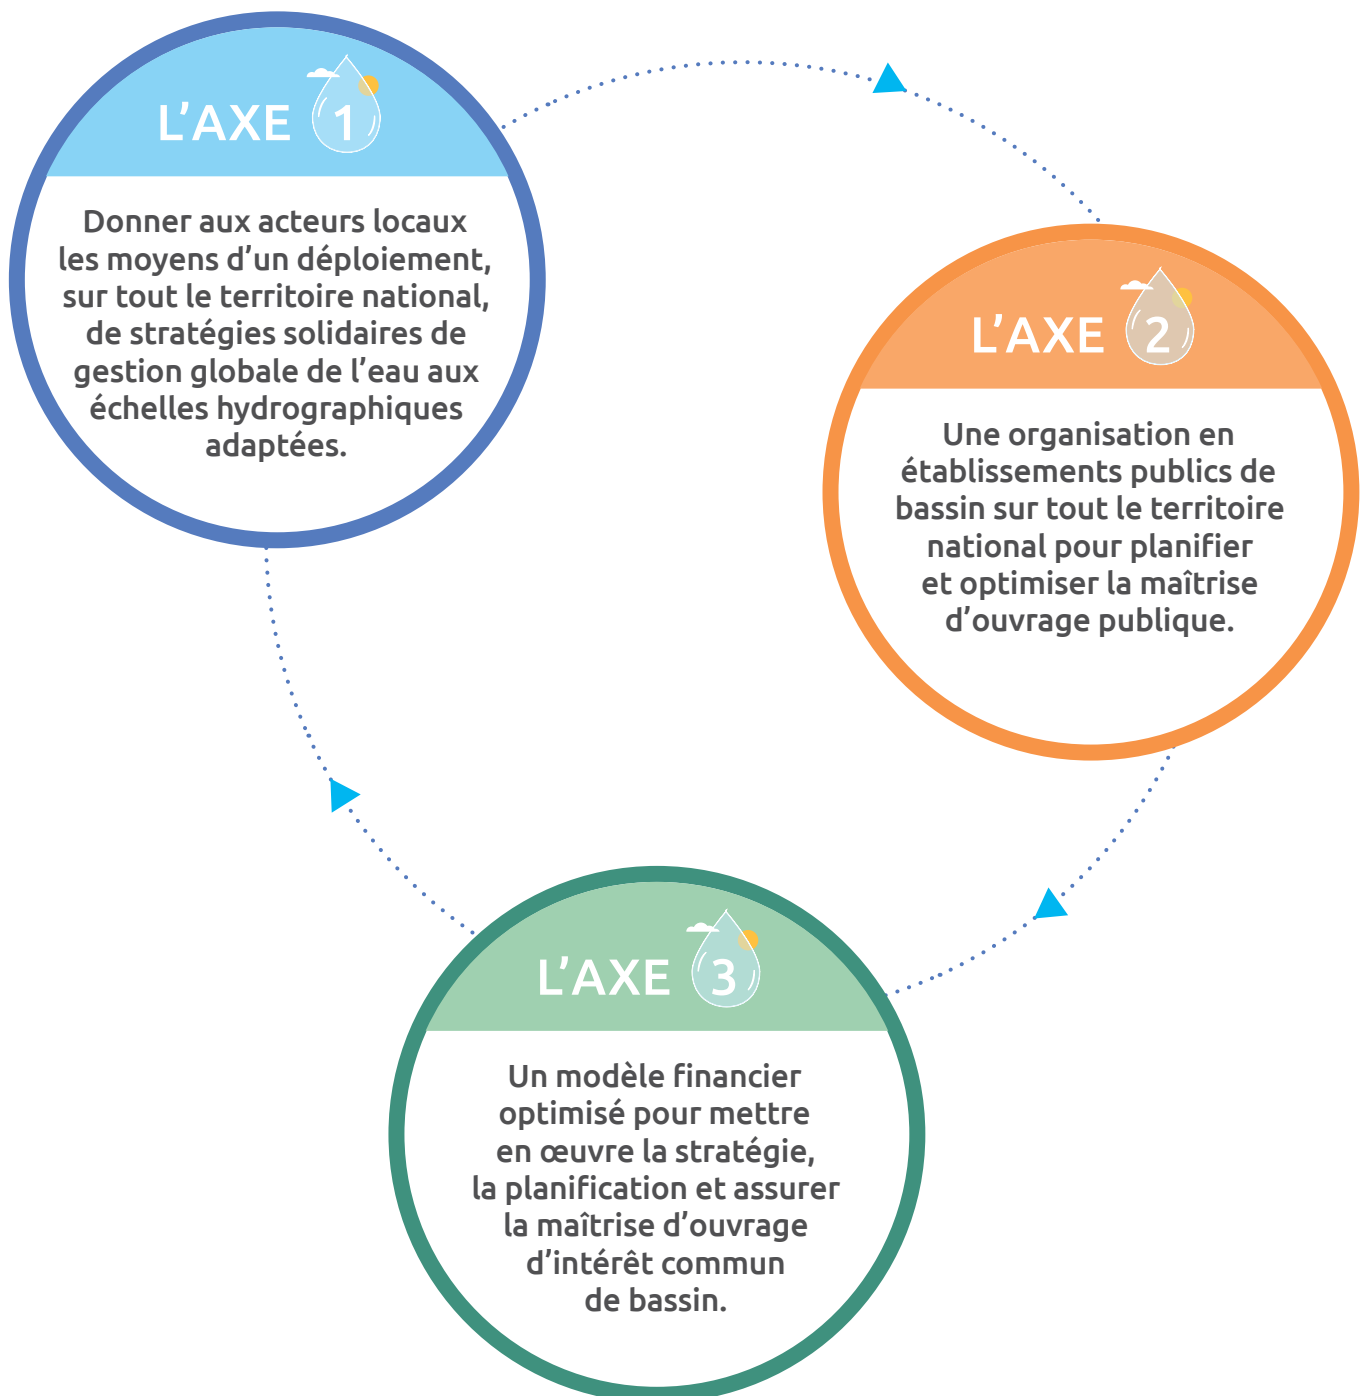 L'AXE 1
Donner aux acteurs locaux
les moyens d'un déploiement,
sur tout le territoire national,
de stratégies solidaires de
gestion globale de l'eau aux
échelles hydrographiques
adaptées.
L'AXE 2
Une organisation en
établissements publics de
bassin sur tout le territoire
national pour planifier
et optimiser la maîtrise
d'ouvrage publique.
L'AXE 3
Un modèle financier
optimisé pour mettre
en œuvre la stratégie,
la planification et assurer
la maîtrise d'ouvrage
d'intérêt commun
de bassin.